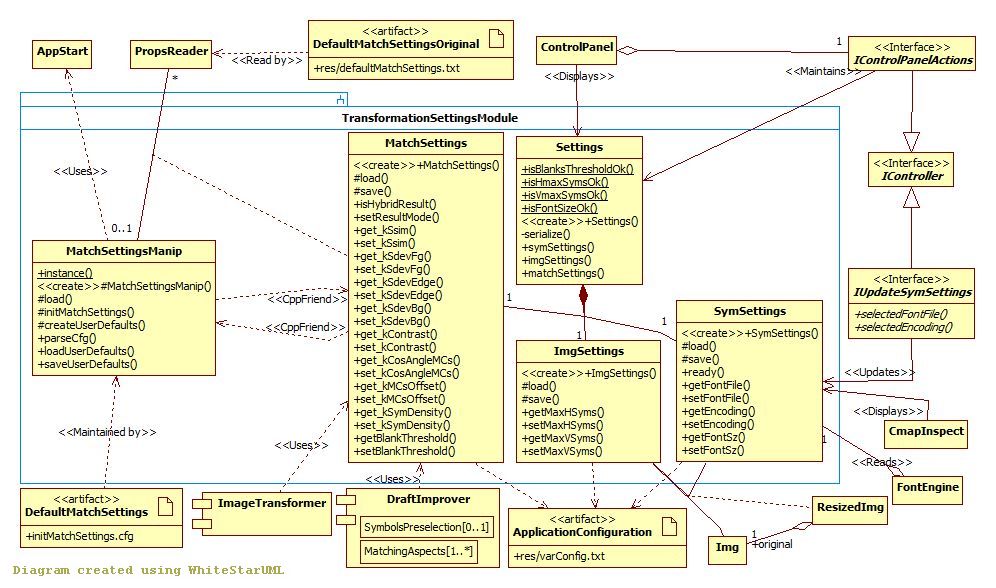 AppStart
PropsReader
*
<<Read by>>
<<artifact>>
DefaultMatchSettingsOriginal
+res/defaultMatchSettings.txt
ControlPanel
<<Displays>>
1
<<Maintains>>
<<Interface>>
IControlPanelActions
<<Interface>>
IController
<<Interface>>
IUpdateSymSettings
+selectedFontFile()
+selectedEncoding()
<<Updates>>
TransformationSettingsModule
<<Uses>>
0..1
MatchSettingsManip
+instance()
<<create>>#MatchSettingsManip()
#load()
#initMatchSettings()
#createUserDefaults()
+parseCfg()
+loadUserDefaults()
+saveUserDefaults()
<<CppFriend>>
<<CppFriend>>
MatchSettings
<<create>>+MatchSettings()
#load()
#save()
+isHybridResult()
+setResultMode()
+get_kSsim()
+set_kSsim()
+get_kSdevFg()
+set_kSdevFg()
+get_kSdevEdge()
+set_kSdevEdge()
+get_kSdevBg()
+set_kSdevBg()
+get_kContrast()
+set_kContrast()
+get_kCosAngleMCs()
+set_kCosAngleMCs()
+get_kMCsOffset()
+set_kMCsOffset()
+get_kSymDensity()
+set_kSymDensity()
+getBlankThreshold()
+setBlankThreshold()
Settings
+isBlanksThresholdOk()
+isHmaxSymsOk()
+isVmaxSymsOk()
+isFontSizeOk()
<<create>>+Settings()
-serialize()
+symSettings()
+imgSettings()
+matchSettings()
1
1
1
ImgSettings
<<create>>+ImgSettings()
#load()
#save()
+getMaxHSyms()
+setMaxHSyms()
+getMaxVSyms()
+setMaxVSyms()
SymSettings
<<create>>+SymSettings()
#load()
#save()
+ready()
+getFontFile()
+setFontFile()
+getEncoding()
+setEncoding()
+getFontSz()
+setFontSz()
<<Displays>>
CmapInspect
1
<<Reads>>
FontEngine
<<Maintained by>>
<<Uses>>
<<Uses>>
<<artifact>>
DefaultMatchSettings
+initMatchSettings.cfg
ImageTransformer
DraftImprover
SymbolsPreselection[0..1]
MatchingAspects[1..*]
<<artifact>>
ApplicationConfiguration
+res/varConfig.txt
ResizedImg
Img
1
+original
Diagram created using WhiteStarUML